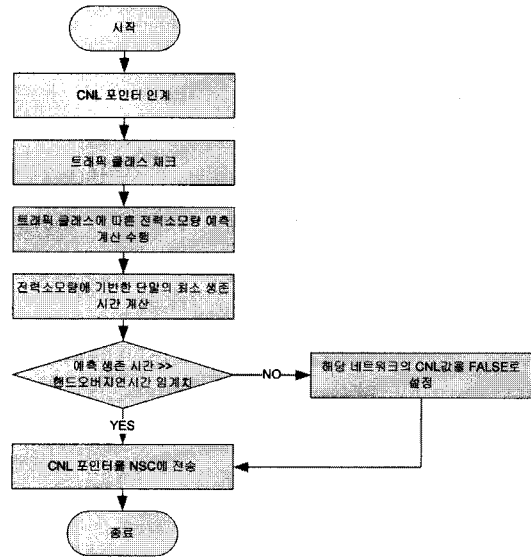 시작
CNL 포인터 인계
트래픽 클래스 체크
트래픽 클래스에 따른 전력소모량 예측
계산 수행
전력소모량에 기반한 단말의 최소 생존
시간 계산
예측 생존 시간 >>
핸드오버지연시간 임계치
NO
해당 네트워크의 CNL값을 FALSE로
설정
YES
CNL 포인터를 NSC에 전송
종료